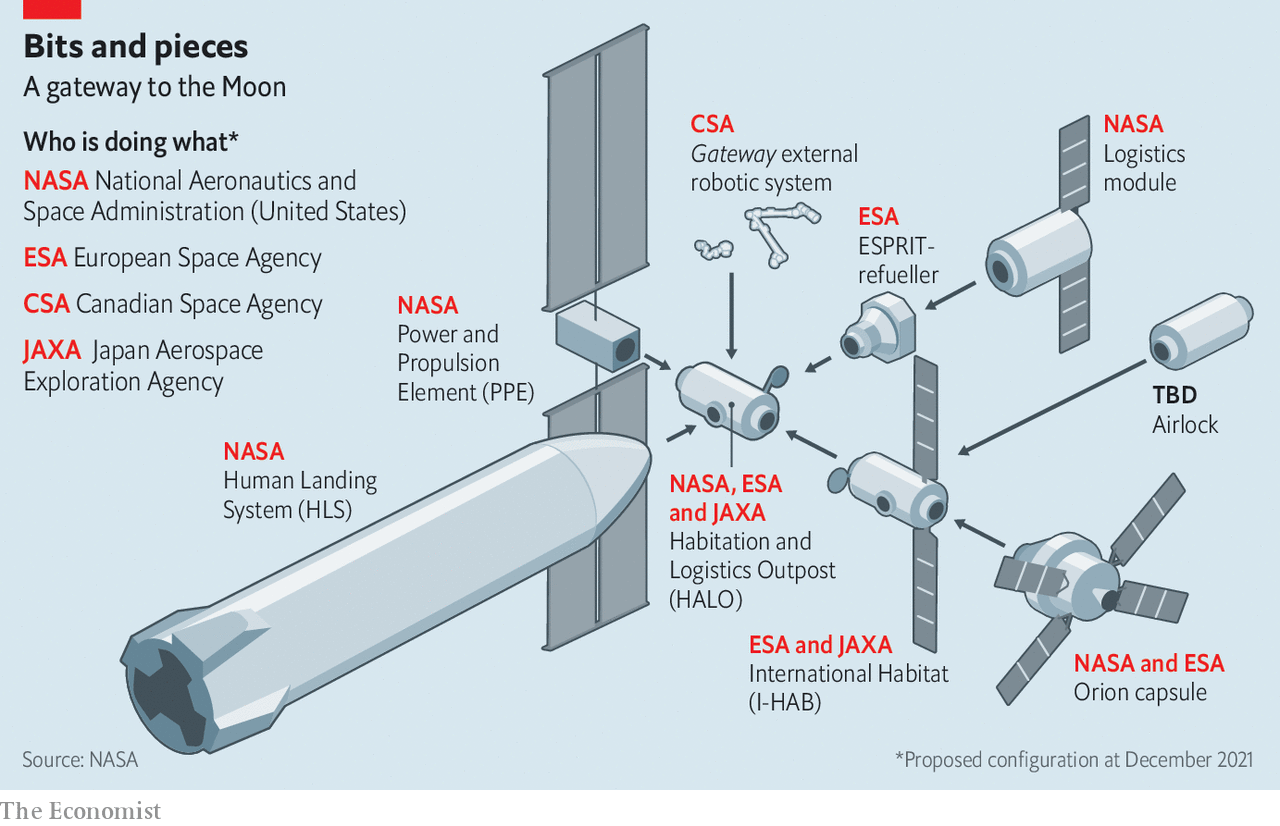 Bits and pieces
A gateway to the Moon
Who is doing what*
NASA National Aeronautics and
Space Administration (United States)
ESA European Space Agency
CSA Canadian Space Agency
JAXA Japan Aerospace
Exploration Agency
CSA
Gateway external
robotic system
NASA
Logistics
module
ESA
ESPRIT-
refueller
NASA
Power and
Propulsion
Element (PPE)
TBD
Airlock
NASA
Human Landing
System (HLS)
NASA, ESA
and JAXA
Habitation and
Logistics Outpost
(HALO)
ESA and JAXA
International Habitat
(I-HAB)
NASA and ESA
Orion capsule
Source: NASA
*Proposed configuration at December 2021
The Economist